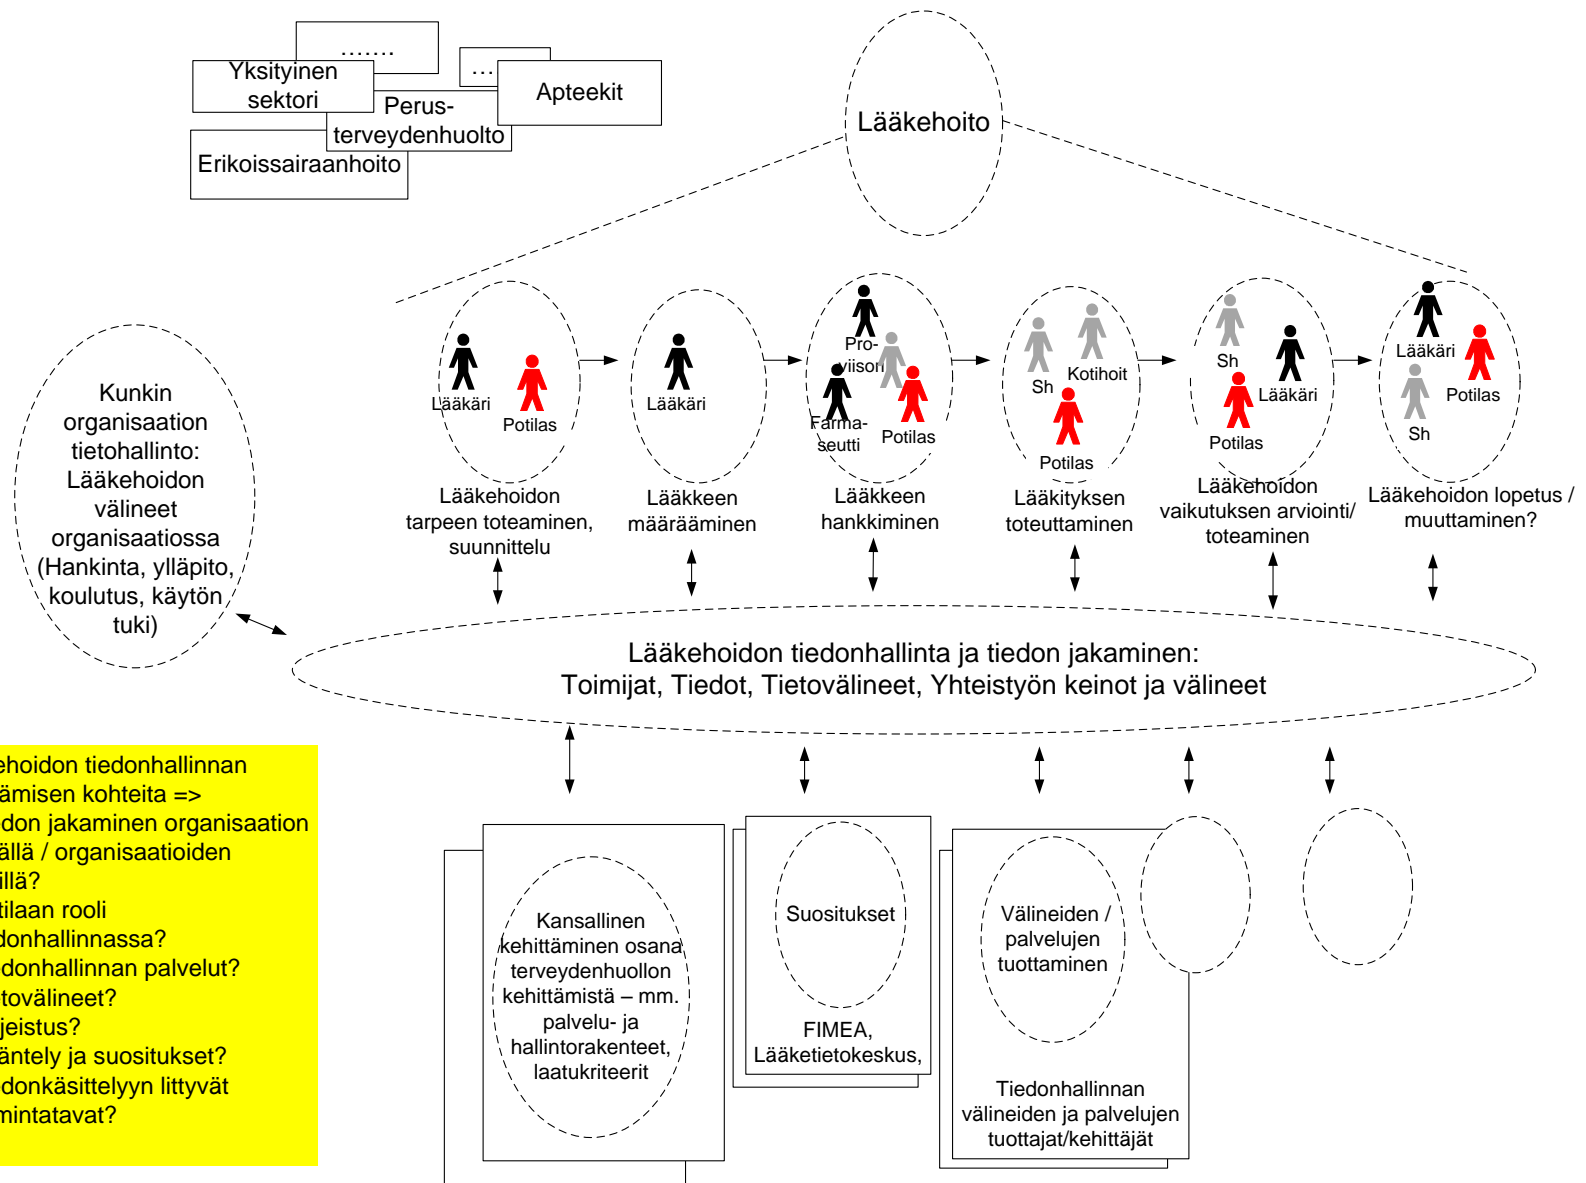 .......
...
Yksityinen
sektori
Apteekit
Perus-
terveydenhuolto
Erikoissairaanhoito
Lääkehoito
Lääkäri
Potilas
Lääkäri
Pro-
viisori
Farma-
seutti
Potilas
Sh
Kotihoit
Potilas
Sh
Lääkäri
Potilas
Lääkäri
Potilas
Sh
Lääkehoidon
tarpeen toteaminen,
suunnittelu
Lääkkeen
määrääminen
Lääkkeen
hankkiminen
Lääkityksen
toteuttaminen
Lääkehoidon
vaikutuksen arviointi/
toteaminen
Lääkehoidon lopetus /
muuttaminen?
Kunkin
organisaation
tietohallinto:
Lääkehoidon
välineet
organisaatiossa
(Hankinta, ylläpito,
koulutus, käytön
tuki)
Lääkehoidon tiedonhallinta ja tiedon jakaminen:
Toimijat, Tiedot, Tietovälineet, Yhteistyön keinot ja välineet
ehoidon tiedonhallinnan
ämisen kohteita =>
edon jakaminen organisaation
ällä / organisaatioiden
illä?
tilaan rooli
donhallinnassa?
edonhallinnan palvelut?
etovälineet?
jeistus?
äntely ja suositukset?
edonkäsittelyyn littyvät
mintatavat?
Kansallinen
kehittäminen osana
terveydenhuollon
kehittämistä – mm.
palvelu- ja
hallintorakenteet,
laatukriteerit
Suositukset
FIMEA,
Lääketietokeskus,
Välineiden /
palvelujen
tuottaminen
Tiedonhallinnan
välineiden ja palvelujen
tuottajat/kehittäjät